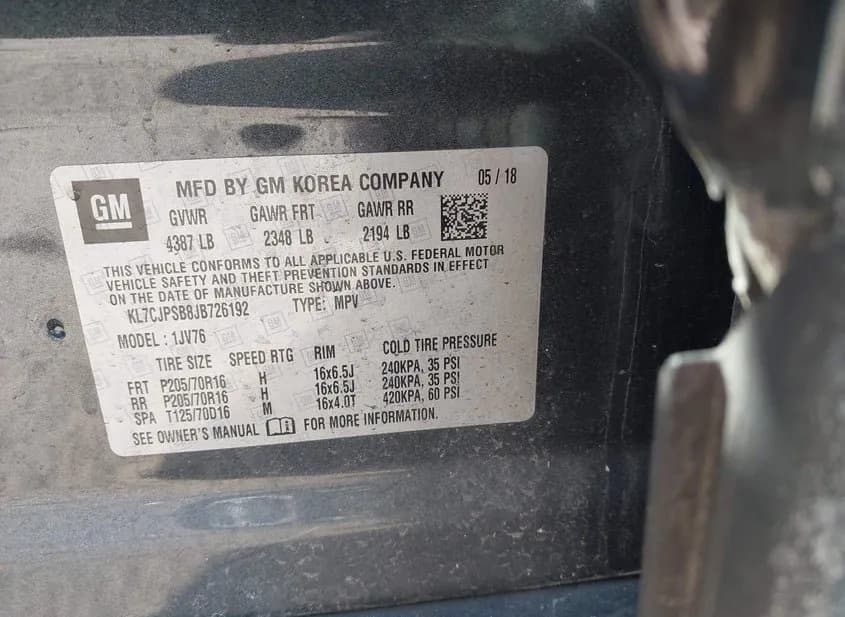 GM MFD BY GM KOREA COMPANY 05 / 18
GVWR GAWR FRT GAWR RR
4387 LB 2348 LB 2194 LB
THIS VEHICLE CONFORMS TO ALL APPLICABLE U.S. FEDERAL MOTOR
VEHICLE SAFETY AND THEFT PREVENTION STANDARDS IN EFFECT
ON THE DATE OF MANUFACTURE SHOWN ABOVE.
KL7CJPSB8JB726192 TYPE: MPV
MODEL : 1JV76
TIRE SIZE SPEED RTG RIM COLD TIRE PRESSURE
FRT P205/70R16 H 16x6.5J 240KPA, 35 PSI
RR P205/70R16 H 16x6.5J 240KPA, 35 PSI
SPA T125/70D16 M 16x4.0T 420KPA, 60 PSI
SEE OWNER'S MANUAL FOR MORE INFORMATION.